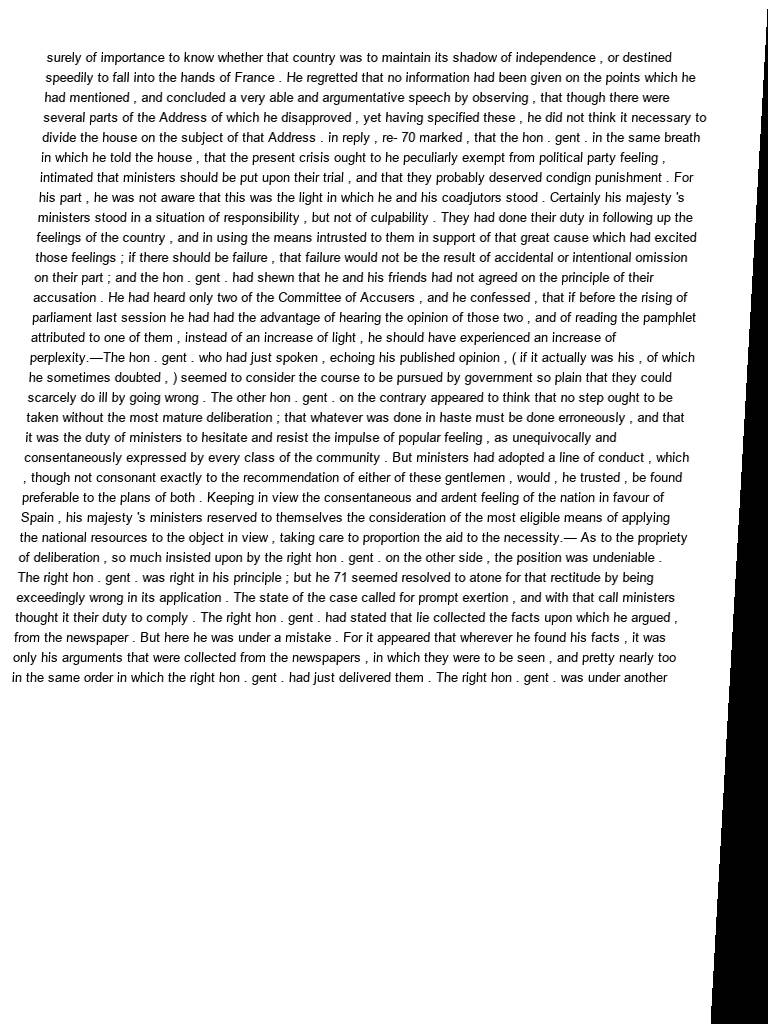 surely of importance to know whether that country was to maintain its shadow of independence , or destined
speedily to fall into the hands of France . He regretted that no information had been given on the points which he
had mentioned , and concluded a very able and argumentative speech by observing , that though there were
several parts of the Address of which he disapproved , yet having specified these , he did not think it necessary to
divide the house on the subject of that Address . in reply , re- 70 marked , that the hon . gent . in the same breath
in which he told the house , that the present crisis ought to he peculiarly exempt from political party feeling ,
intimated that ministers should be put upon their trial , and that they probably deserved condign punishment . For
his part , he was not aware that this was the light in which he and his coadjutors stood . Certainly his majesty 's
ministers stood in a situation of responsibility , but not of culpability . They had done their duty in following up the
feelings of the country , and in using the means intrusted to them in support of that great cause which had excited
those feelings ; if there should be failure , that failure would not be the result of accidental or intentional omission
on their part ; and the hon . gent . had shewn that he and his friends had not agreed on the principle of their
accusation . He had heard only two of the Committee of Accusers , and he confessed , that if before the rising of
parliament last session he had had the advantage of hearing the opinion of those two , and of reading the pamphlet
attributed to one of them , instead of an increase of light , he should have experienced an increase of
perplexity.—The hon . gent . who had just spoken , echoing his published opinion , ( if it actually was his , of which
he sometimes doubted , ) seemed to consider the course to be pursued by government so plain that they could
scarcely do ill by going wrong . The other hon . gent . on the contrary appeared to think that no step ought to be
taken without the most mature deliberation ; that whatever was done in haste must be done erroneously , and that
it was the duty of ministers to hesitate and resist the impulse of popular feeling , as unequivocally and
consentaneously expressed by every class of the community . But ministers had adopted a line of conduct , which
, though not consonant exactly to the recommendation of either of these gentlemen , would , he trusted , be found
preferable to the plans of both . Keeping in view the consentaneous and ardent feeling of the nation in favour of
Spain , his majesty 's ministers reserved to themselves the consideration of the most eligible means of applying
the national resources to the object in view , taking care to proportion the aid to the necessity.— As to the propriety
of deliberation , so much insisted upon by the right hon . gent . on the other side , the position was undeniable .
The right hon . gent . was right in his principle ; but he 71 seemed resolved to atone for that rectitude by being
exceedingly wrong in its application . The state of the case called for prompt exertion , and with that call ministers
thought it their duty to comply . The right hon . gent . had stated that lie collected the facts upon which he argued ,
from the newspaper . But here he was under a mistake . For it appeared that wherever he found his facts , it was
only his arguments that were collected from the newspapers , in which they were to be seen , and pretty nearly too
in the same order in which the right hon . gent . had just delivered them . The right hon . gent . was under another